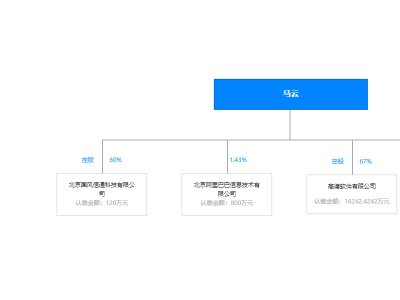 马云
控股 60%
1.43%
控股 67%
北京圃风信通科技有限公
司
认缴金额：120万元
北京阿里巴巴信息技术有
限公司
认缴金额：800万元
高德软件有限公司
认缴金额：16242.4242万元